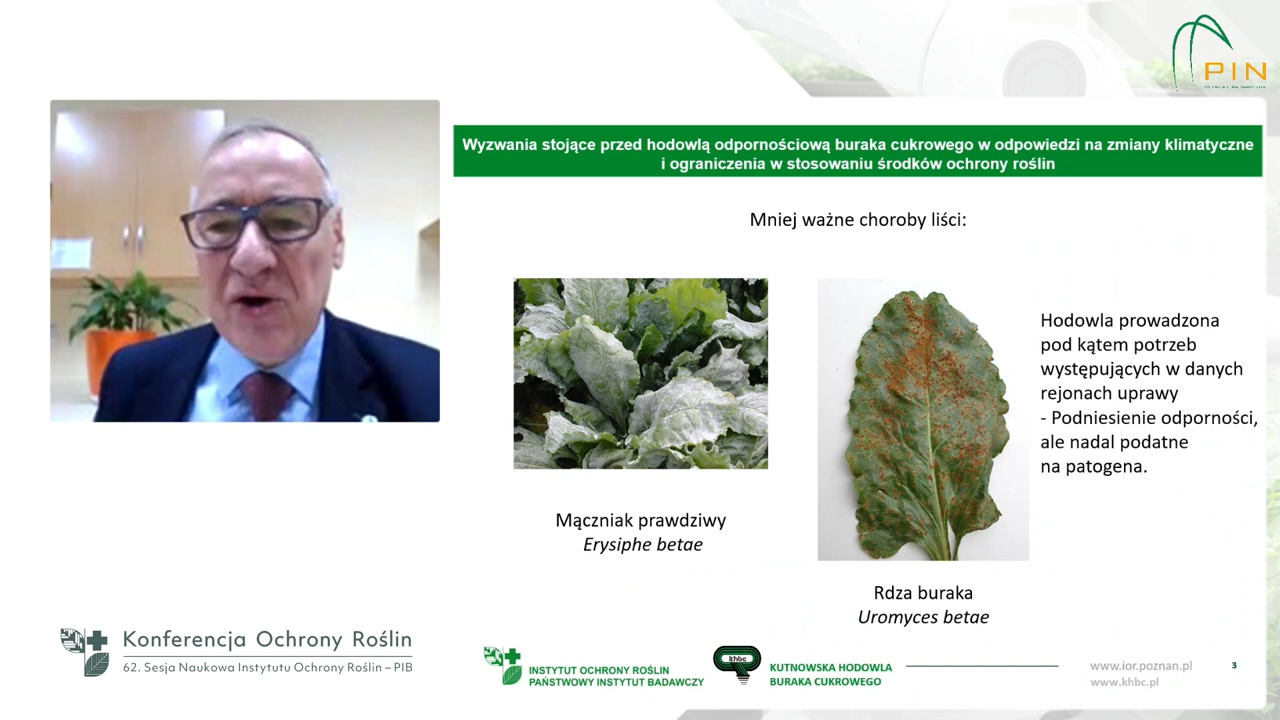 PIN
Wyzwania stojące przed hodowlą odpornościową buraka cukrowego w odpowiedzi na zmiany klimatyczne
i ograniczenia w stosowaniu środków ochrony roślin
Mniej ważne choroby liści:
Hodowla prowadzona
pod kątem potrzeb
występujących w danych
rejonach uprawy
- Podniesienie odporności,
ale nadal podatne
na patogena.
Mączniak prawdziwy
Erysiphe betae
Rdza buraka
Uromyces betae
Konferencja Ochrony Roślin
62. Sesja Naukowa Instytutu Ochrony Roślin – PIB
INSTYTUT OCHRONY ROŚLIN
PAŃSTWOWY INSTYTUT BADAWCZY
khbc
KUTNOWSKA HODOWLA
BURAKA CUKROWEGO
www.ior.poznan.pl
www.khbc.pl
3